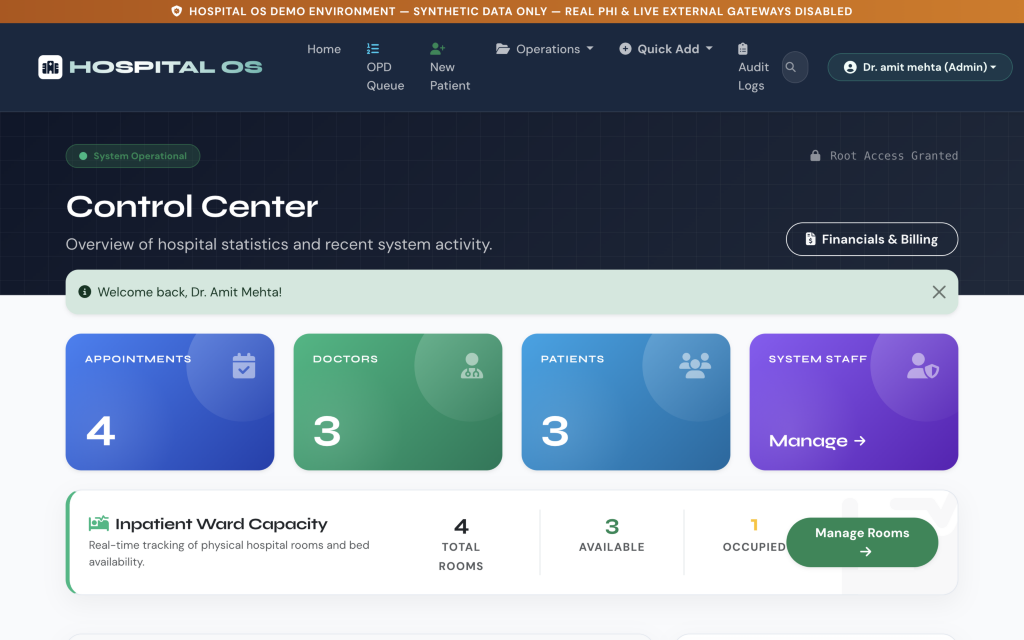 HOSPITAL OS DEMO ENVIRONMENT — SYNTHETIC DATA ONLY — REAL PHI & LIVE EXTERNAL GATEWAYS DISABLED
HOSPITAL OS
Home
OPD
Queue
New
Patient
Operations
Quick Add
Audit
Logs
Dr. amit mehta (Admin)
System Operational
Root Access Granted
Control Center
Overview of hospital statistics and recent system activity.
Financials & Billing
Welcome back, Dr. Amit Mehta!
APPOINTMENTS
4
DOCTORS
3
PATIENTS
3
SYSTEM STAFF
Manage →
Inpatient Ward Capacity
Real-time tracking of physical hospital rooms and bed
availability.
4
TOTAL
ROOMS
3
AVAILABLE
1
OCCUPIED
Manage Rooms
→